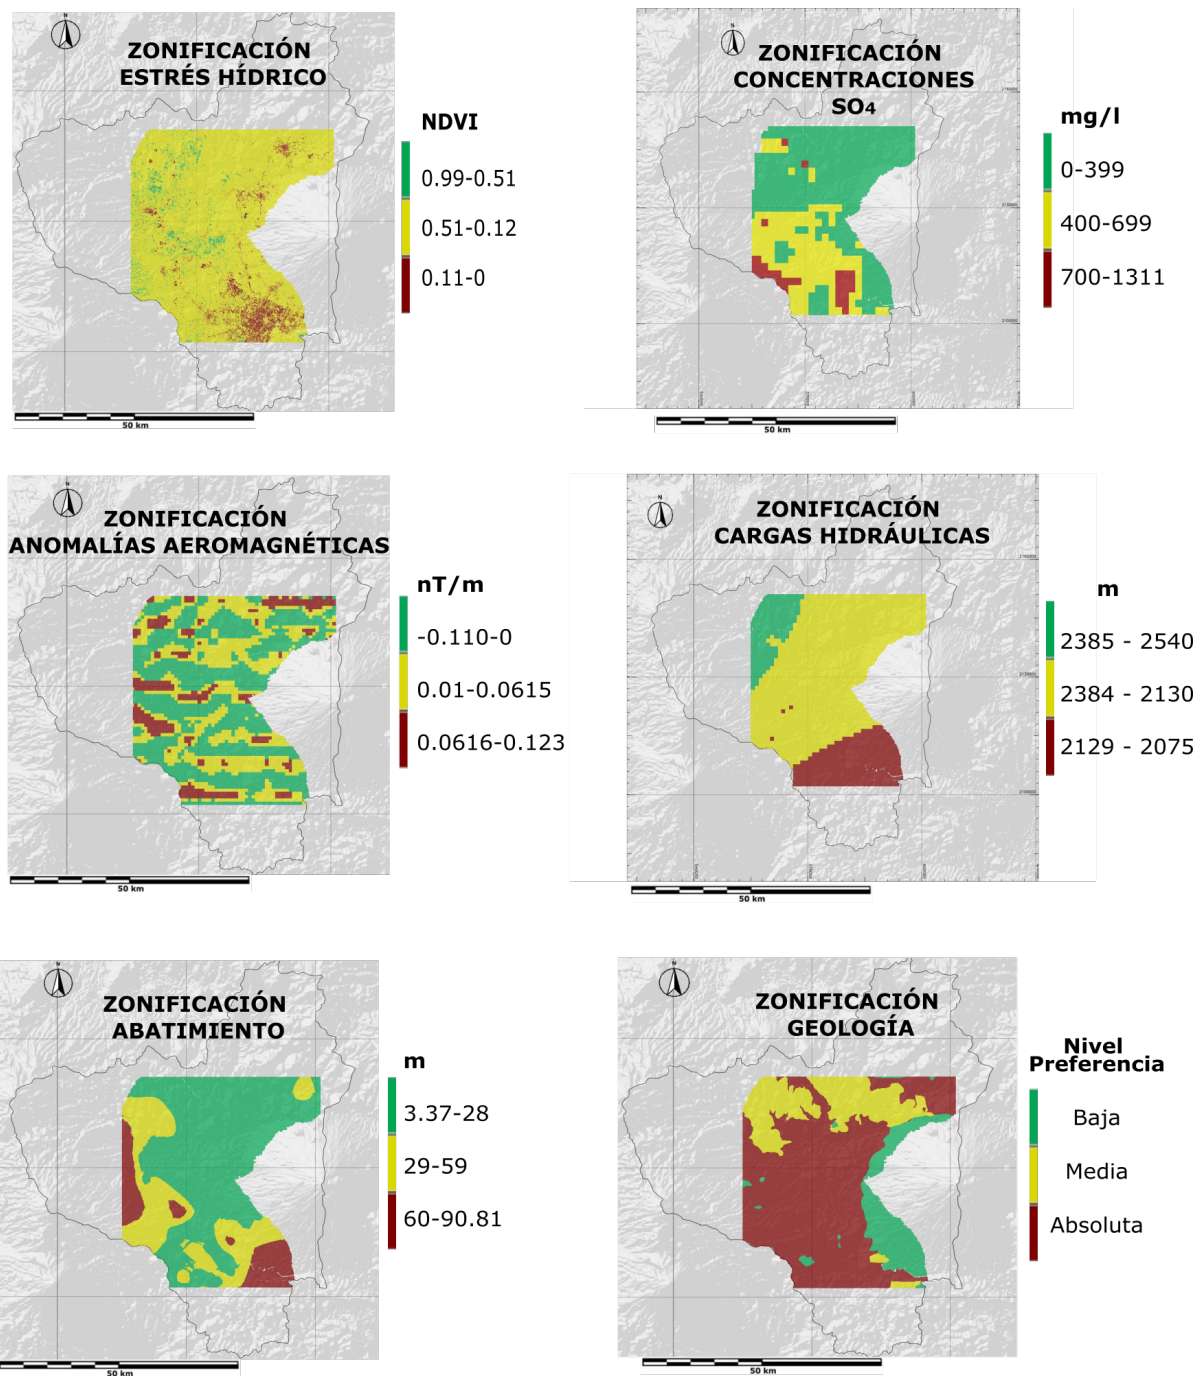 N
ZONIFICACIÓN
ESTRÉS HÍDRICO
NDVI
0.99-0.51
0.51-0.12
0.11-0
50 km
N
ZONIFICACIÓN
CONCENTRACIONES
SO₄
mg/l
0-399
400-699
700-1311
50 km
N
ZONIFICACIÓN
ANOMALÍAS AEROMAGNÉTICAS
nT/m
-0.110-0
0.01-0.0615
0.0616-0.123
50 km
N
ZONIFICACIÓN
CARGAS HIDRÁULICAS
m
2385 - 2540
2384 - 2130
2129 - 2075
50 km
N
ZONIFICACIÓN
ABATIMIENTO
m
3.37-28
29-59
60-90.81
50 km
N
ZONIFICACIÓN
GEOLOGÍA
Nivel
Preferencia
Baja
Media
Absoluta
50 km